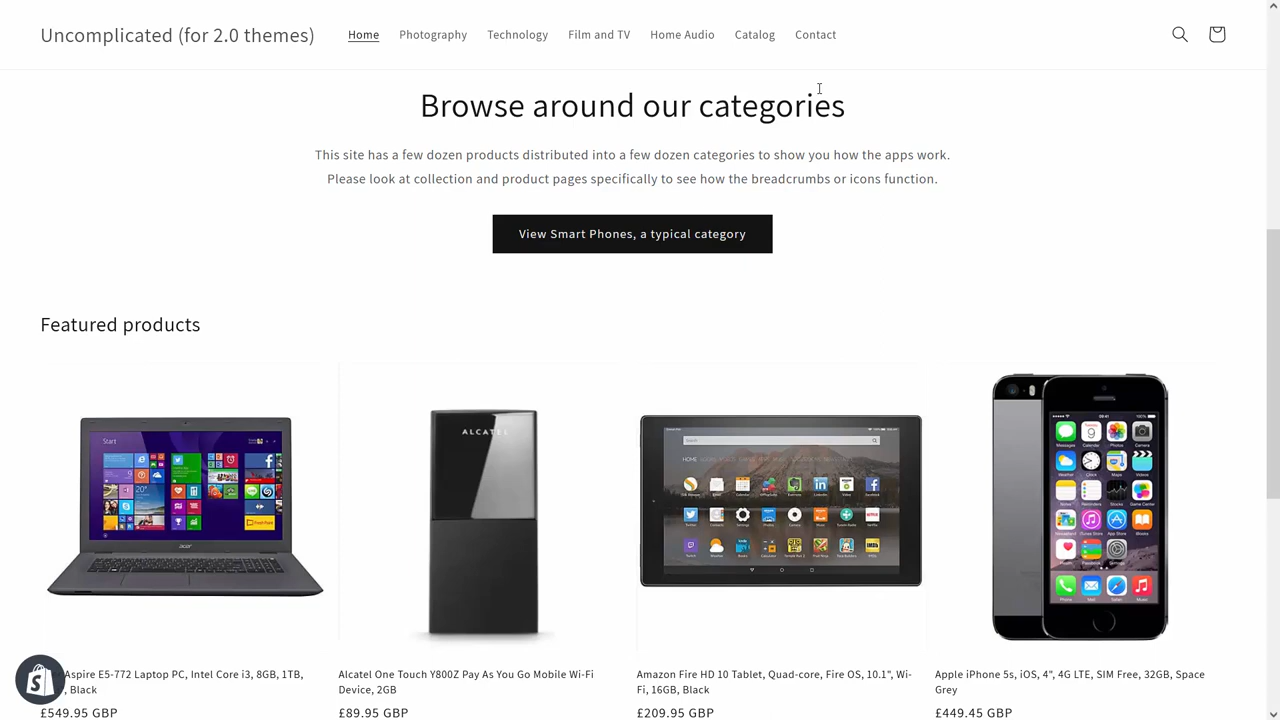 Uncomplicated (for 2.0 themes)
Home
Photography
Technology
Film and TV
Home Audio
Catalog
Contact
Browse around our categories
This site has a few dozen products distributed into a few dozen categories to show you how the apps work.
Please look at collection and product pages specifically to see how the breadcrumbs or icons function.
View Smart Phones, a typical category
Featured products
Start
acer
ALCATEL
Aspire E5-772 Laptop PC, Intel Core i3, 8GB, 1TB,
, Black
£549.95 GBP
Alcatel One Touch Y800Z Pay As You Go Mobile Wi-Fi
Device, 2GB
£89.95 GBP
Amazon Fire HD 10 Tablet, Quad-core, Fire OS, 10.1", Wi-
Fi, 16GB, Black
£209.95 GBP
Apple iPhone 5s, iOS, 4", 4G LTE, SIM Free, 32GB, Space
Grey
£449.45 GBP